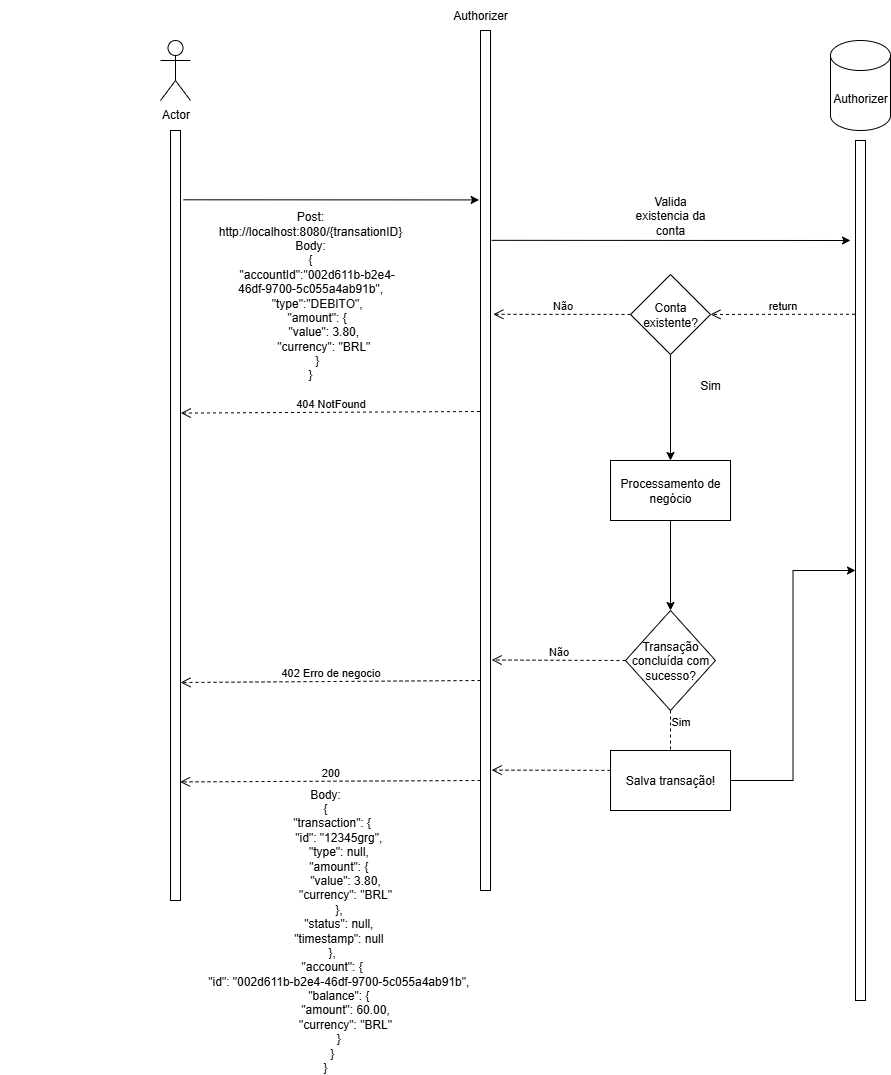 Authorizer
Actor
Authorizer
Post:
http://localhost:8080/{transationID}
Body:
{
"accountId":"002d611b-b2e4-
46df-9700-5c055a4ab91b",
"type":"DEBITO",
"amount": {
"value": 3.80,
"currency": "BRL"
}
}
Valida
existencia da
conta
return
Conta
existente?
Não
Sim
404 NotFound
Processamento de
negócio
Transação
concluída com
sucesso?
Não
402 Erro de negocio
Sim
Salva transação!
200
Body:
{
"transaction": {
"id": "12345grg",
"type": null,
"amount": {
"value": 3.80,
"currency": "BRL"
},
"status": null,
"timestamp": null
},
"account": {
"id": "002d611b-b2e4-46df-9700-5c055a4ab91b",
"balance": {
"amount": 60.00,
"currency": "BRL"
}
}
}